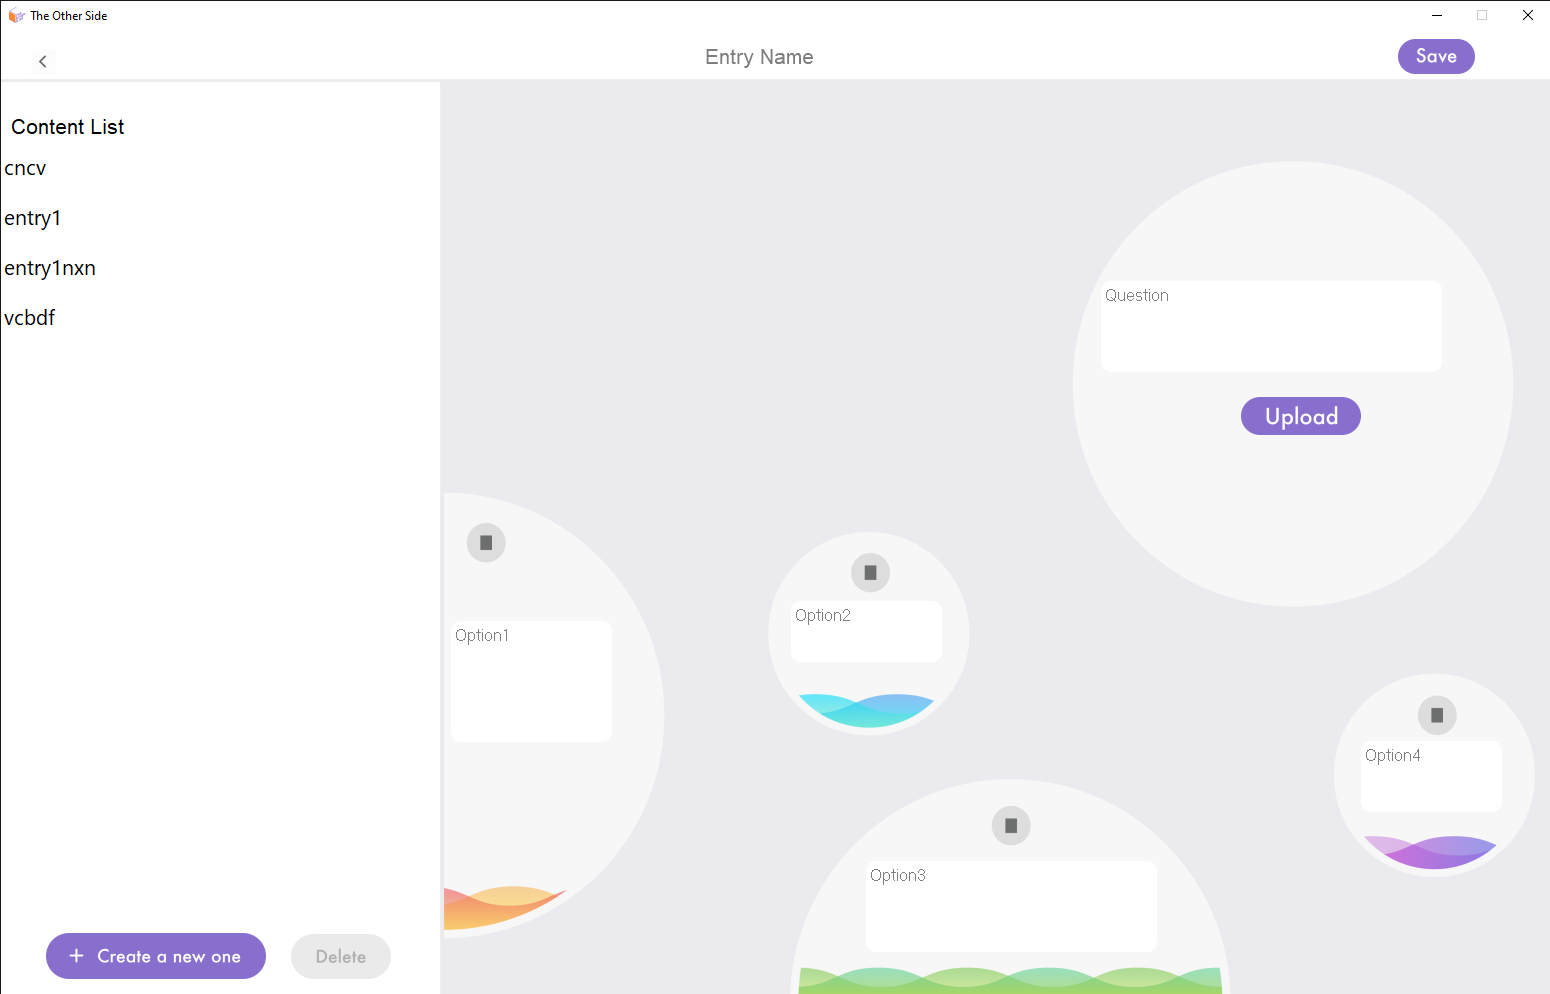 The Other Side
Entry Name
Save
Content List
cncv
entry1
entry1nxn
vcbdf
Question
Upload
Option1
Option2
Option3
Option4
+ Create a new one
Delete